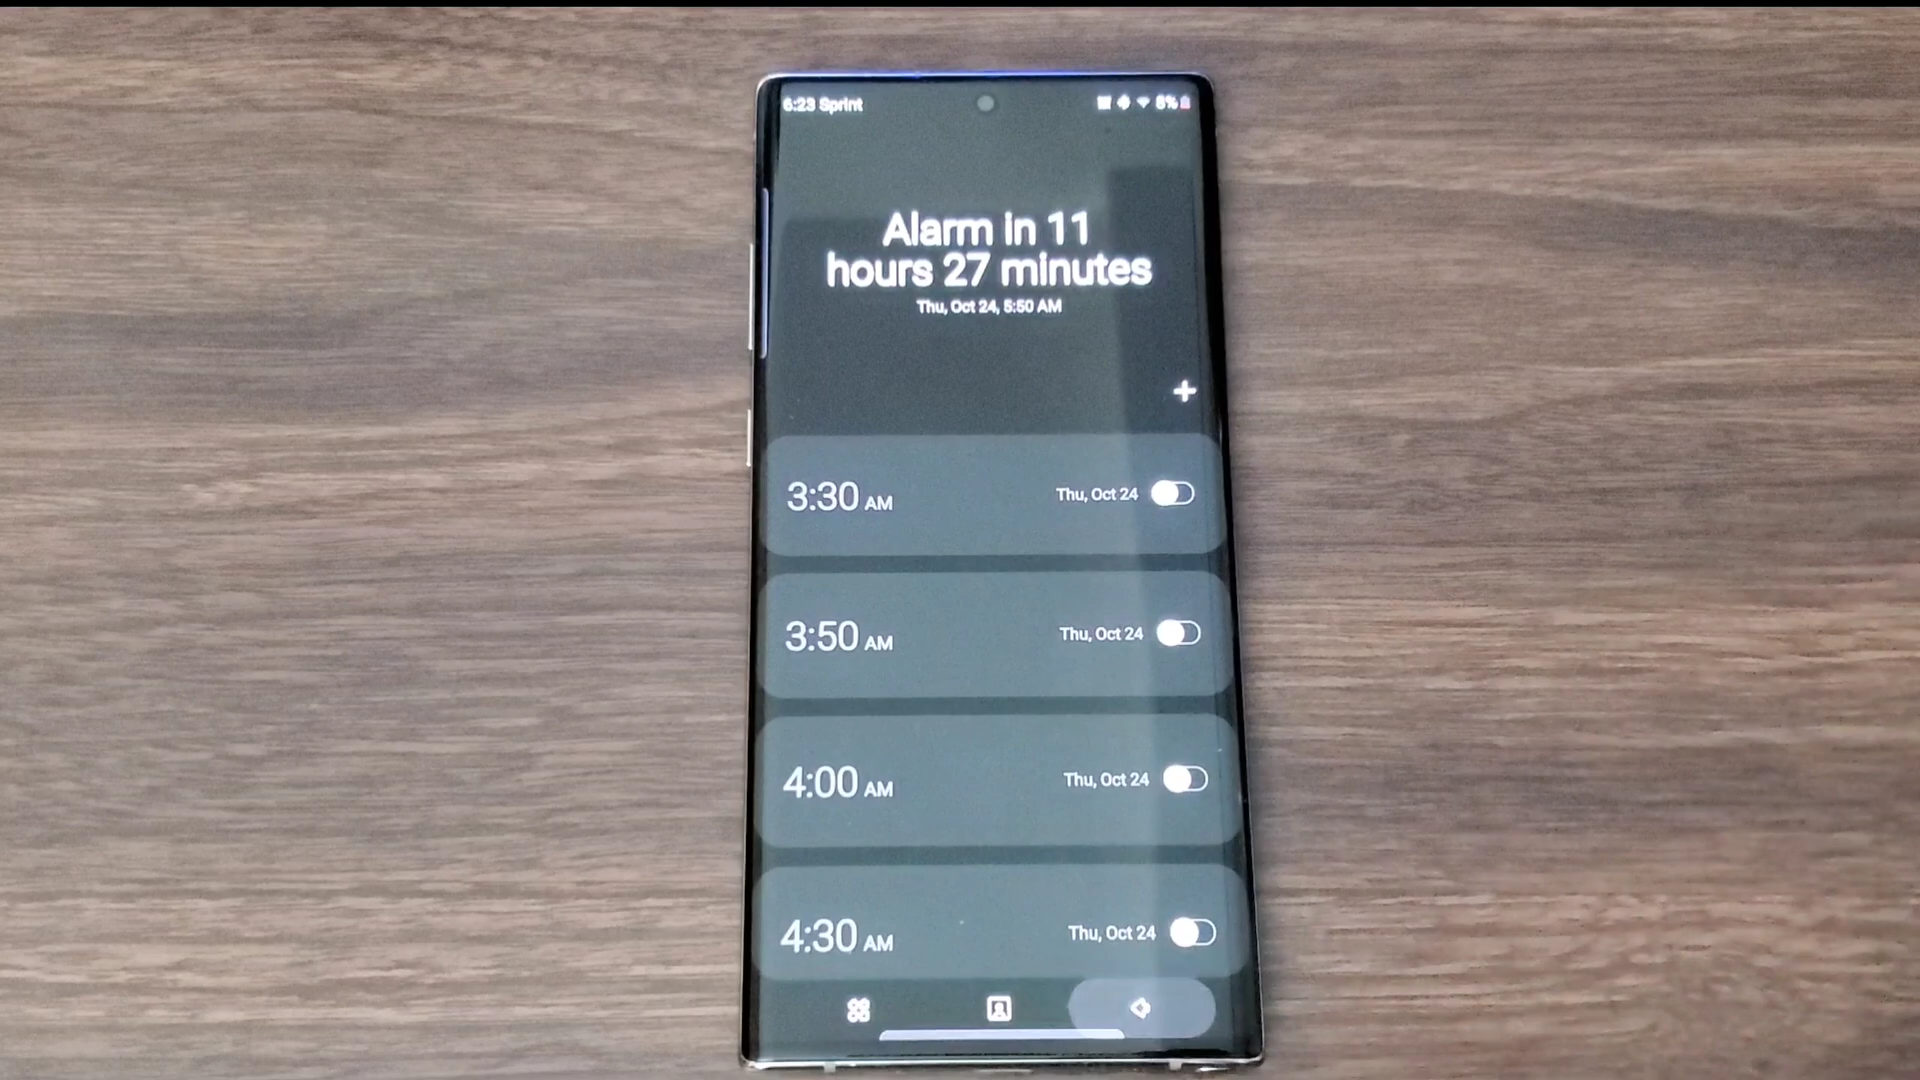 6:23 Sprint
6%
Alarm in 11
hours 27 minutes
Thu, Oct 24, 5:50 AM
+
3:30 AM Thu, Oct 24
3:50 AM Thu, Oct 24
4:00 AM Thu, Oct 24
4:30 AM Thu, Oct 24